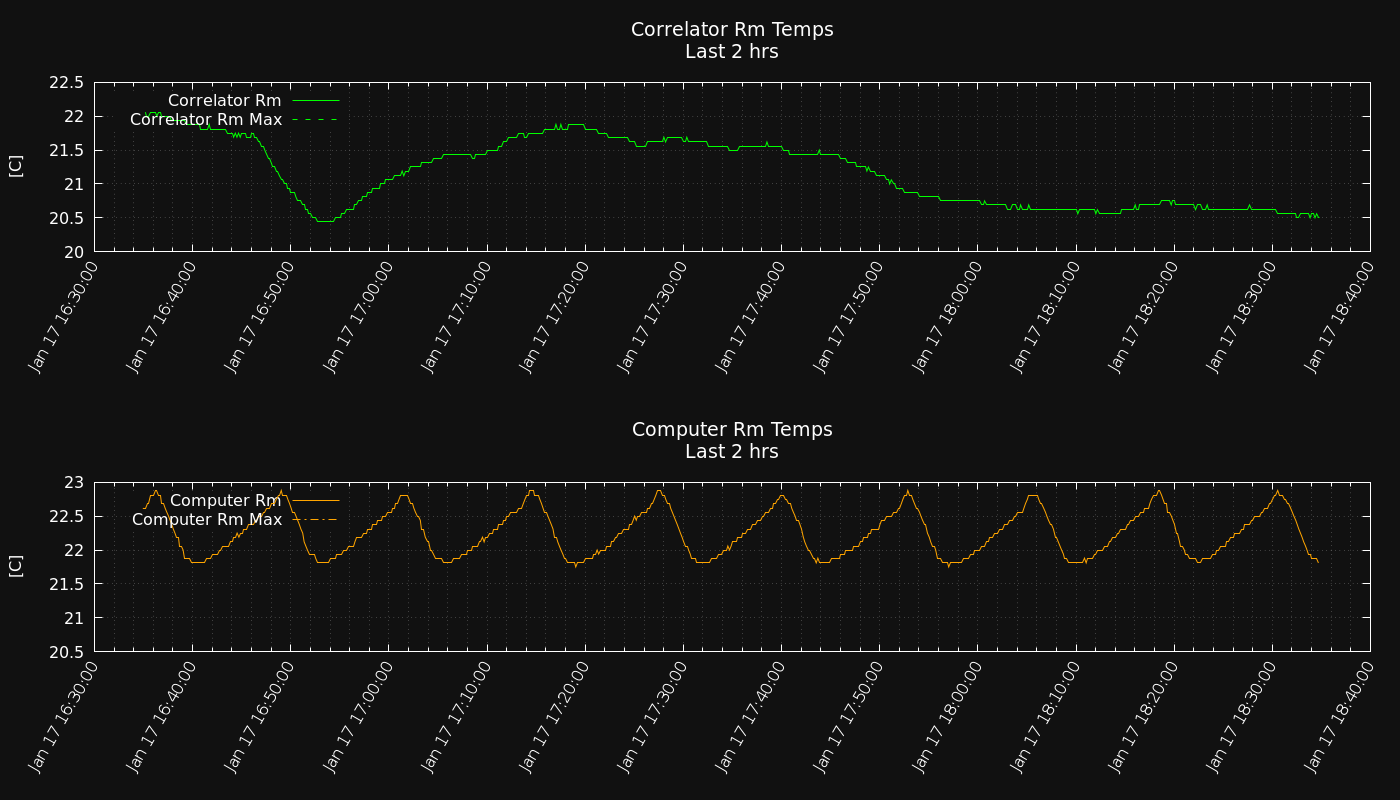 Correlator Rm Temps
Last 2 hrs
22.5
22
21.5
21
20.5
20
[C]
Correlator Rm
Correlator Rm Max
Jan 17 16:30:00
Jan 17 16:40:00
Jan 17 16:50:00
Jan 17 17:00:00
Jan 17 17:10:00
Jan 17 17:20:00
Jan 17 17:30:00
Jan 17 17:40:00
Jan 17 17:50:00
Jan 17 18:00:00
Jan 17 18:10:00
Jan 17 18:20:00
Jan 17 18:30:00
Jan 17 18:40:00
Computer Rm Temps
Last 2 hrs
23
22.5
22
21.5
21
20.5
[C]
Computer Rm
Computer Rm Max
Jan 17 16:30:00
Jan 17 16:40:00
Jan 17 16:50:00
Jan 17 17:00:00
Jan 17 17:10:00
Jan 17 17:20:00
Jan 17 17:30:00
Jan 17 17:40:00
Jan 17 17:50:00
Jan 17 18:00:00
Jan 17 18:10:00
Jan 17 18:20:00
Jan 17 18:30:00
Jan 17 18:40:00